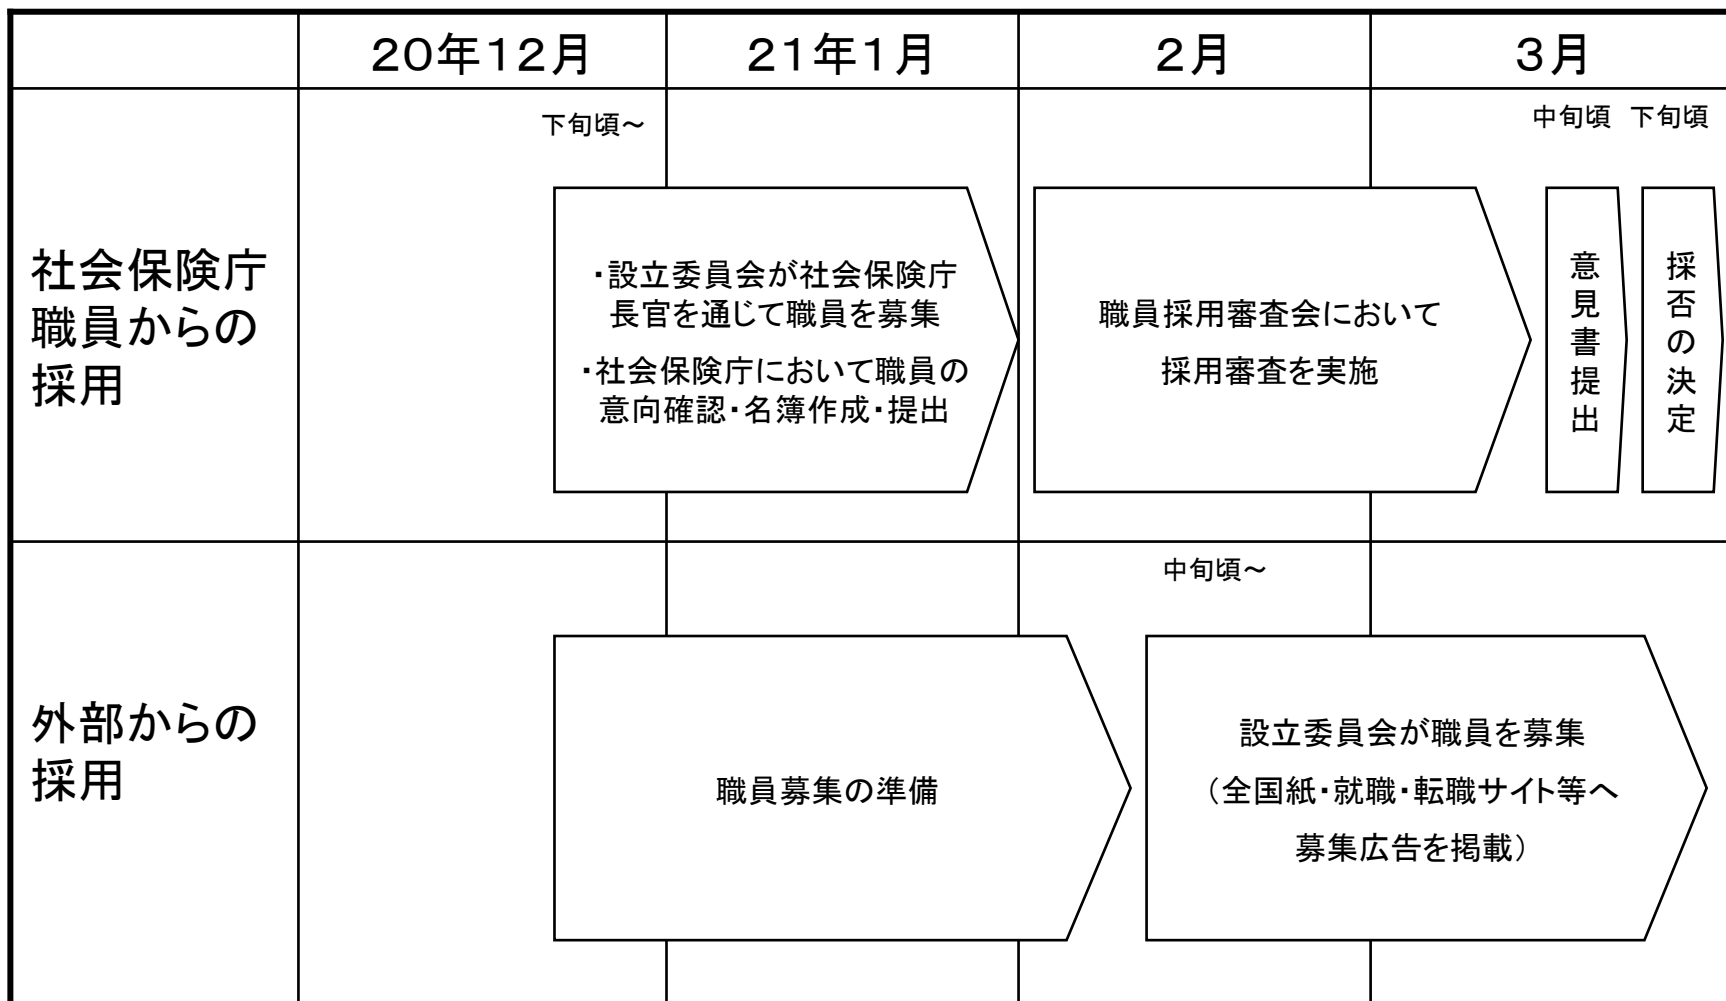 20年12月
21年1月
2月
3月
社会保険庁
職員からの
採用
下旬頃~
・設立委員会が社会保険庁
長官を通じて職員を募集
・社会保険庁において職員の
意向確認・名簿作成・提出
職員採用審査会において
採用審査を実施
中旬頃
下旬頃
意見書提出
採否の決定
外部からの
採用
職員募集の準備
中旬頃~
設立委員会が職員を募集
(全国紙・就職・転職サイト等へ
募集広告を掲載)